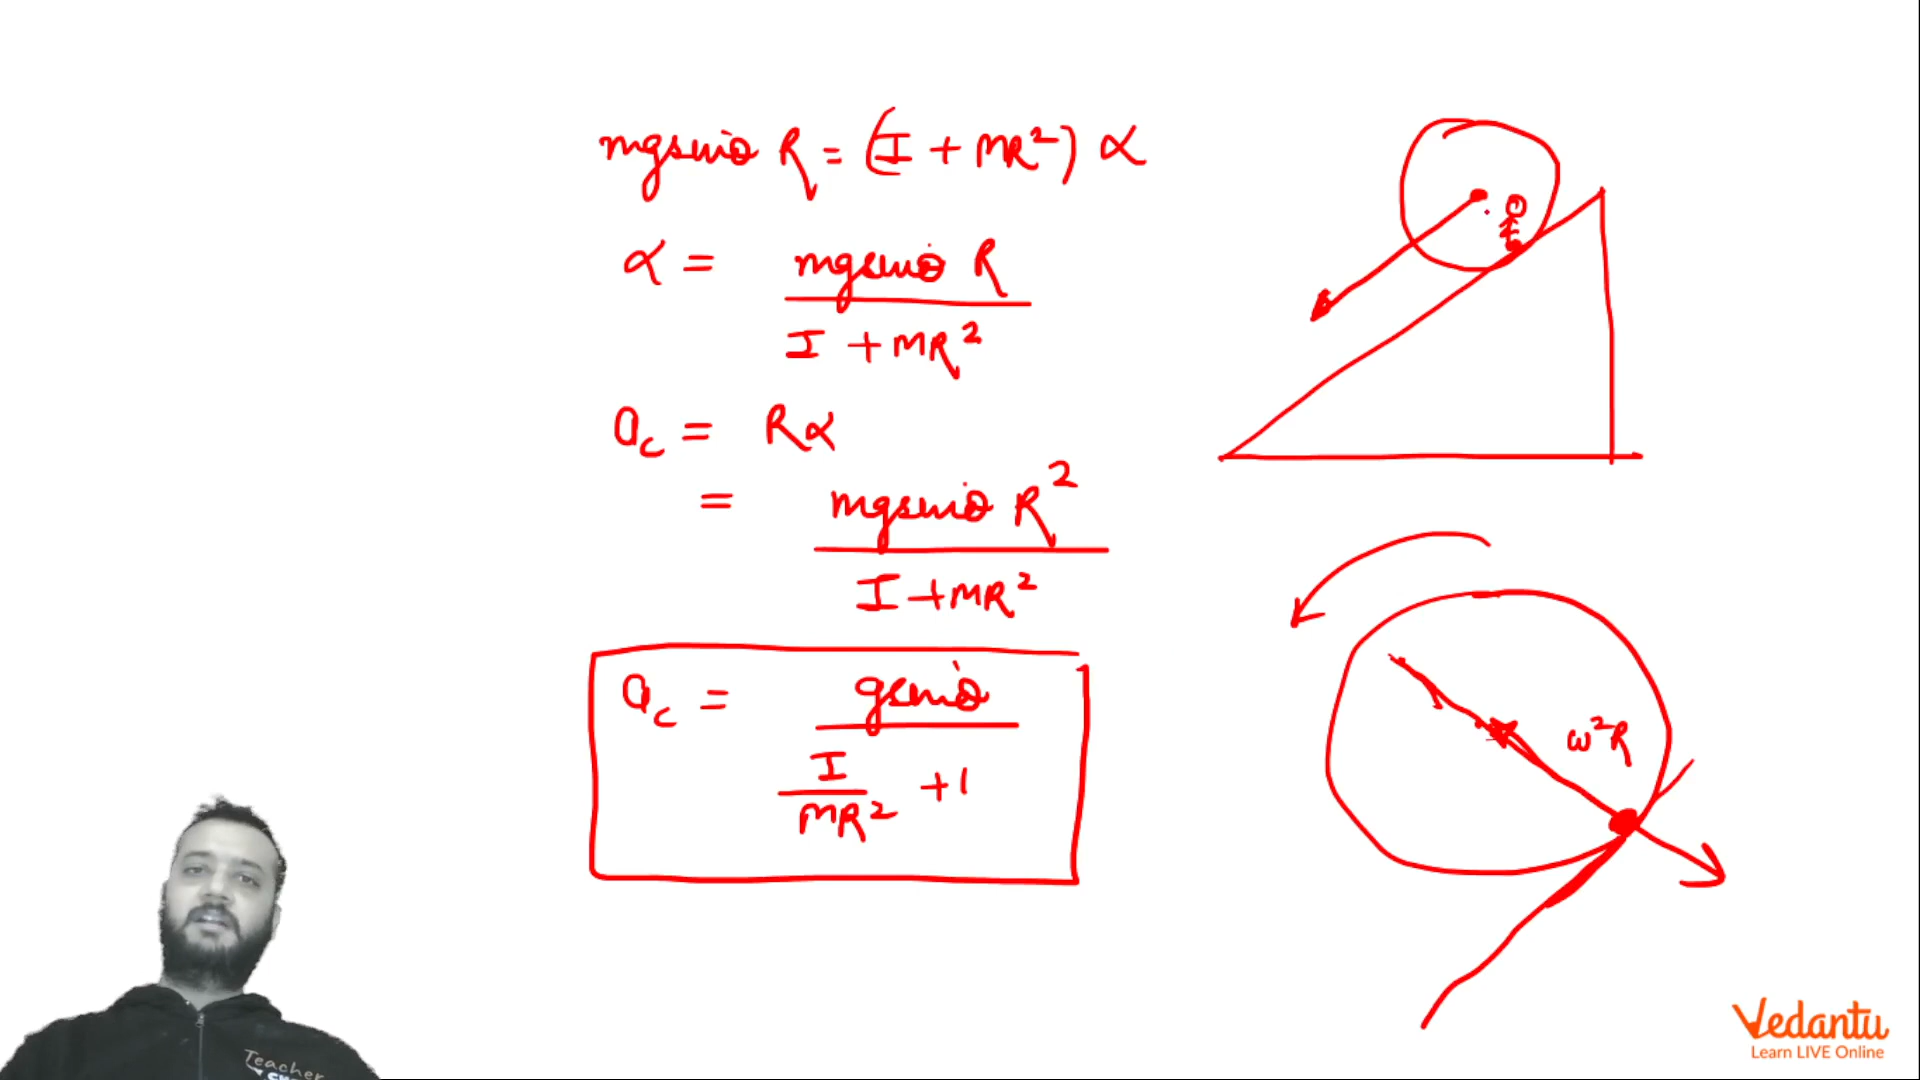 mgsinθ R = (I + MR²) α
α = mgsinθ R
I + MR²
a_c = Rα
= mgsinθ R²
I + MR²
a_c = gsinθ
I
MR² + 1
ω²R
Teacher
Vedantu
Learn LIVE Online